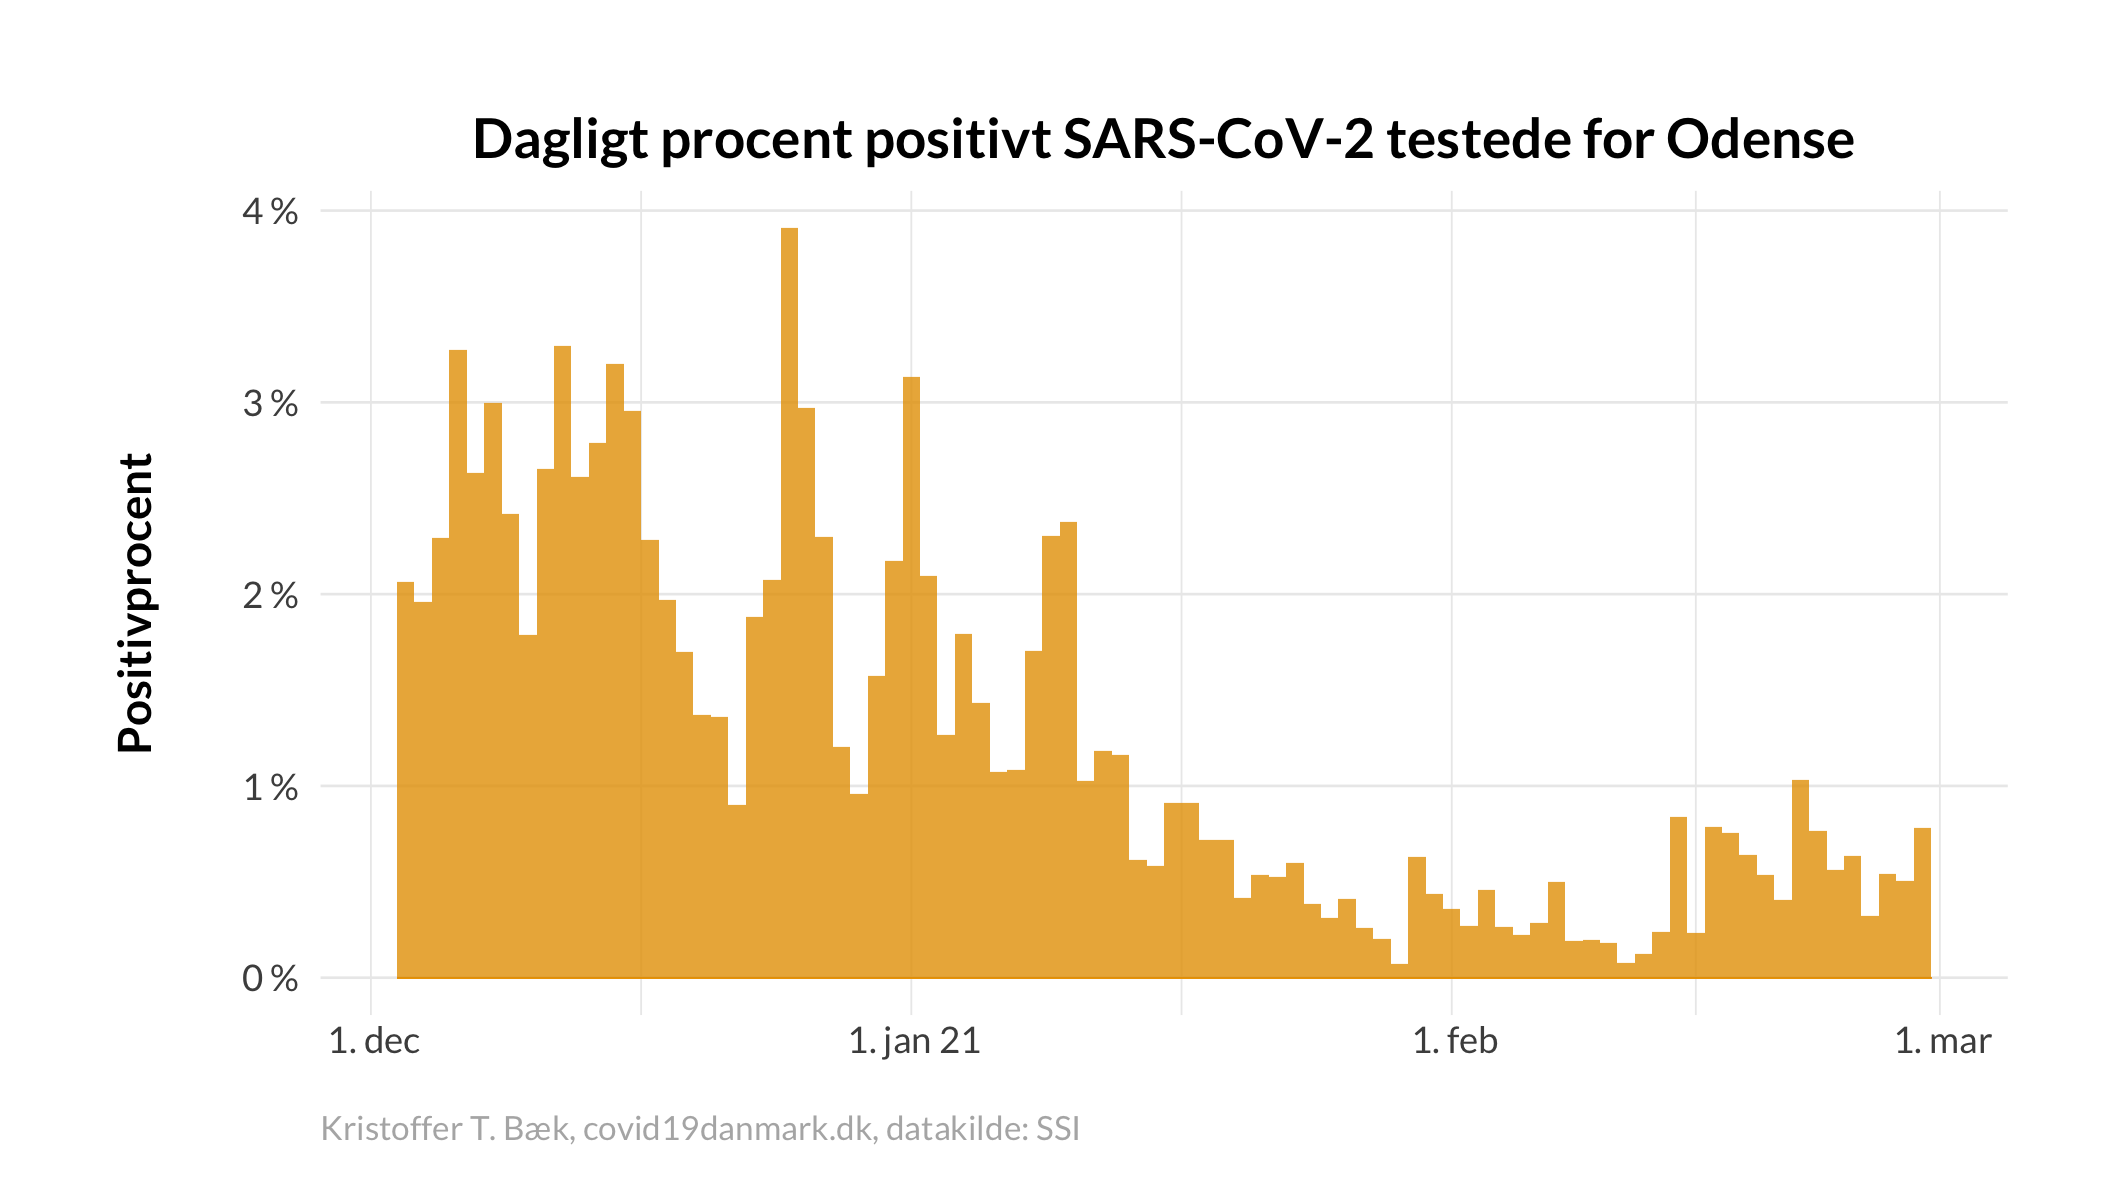 Dagligt procent positivt SARS-CoV-2 testede for Odense
Positivprocent
4 %
3 %
2 %
1 %
0 %
1. dec
1. jan 21
1. feb
1. mar
Kristoffer T. Bæk, covid19danmark.dk, datakilde: SSI